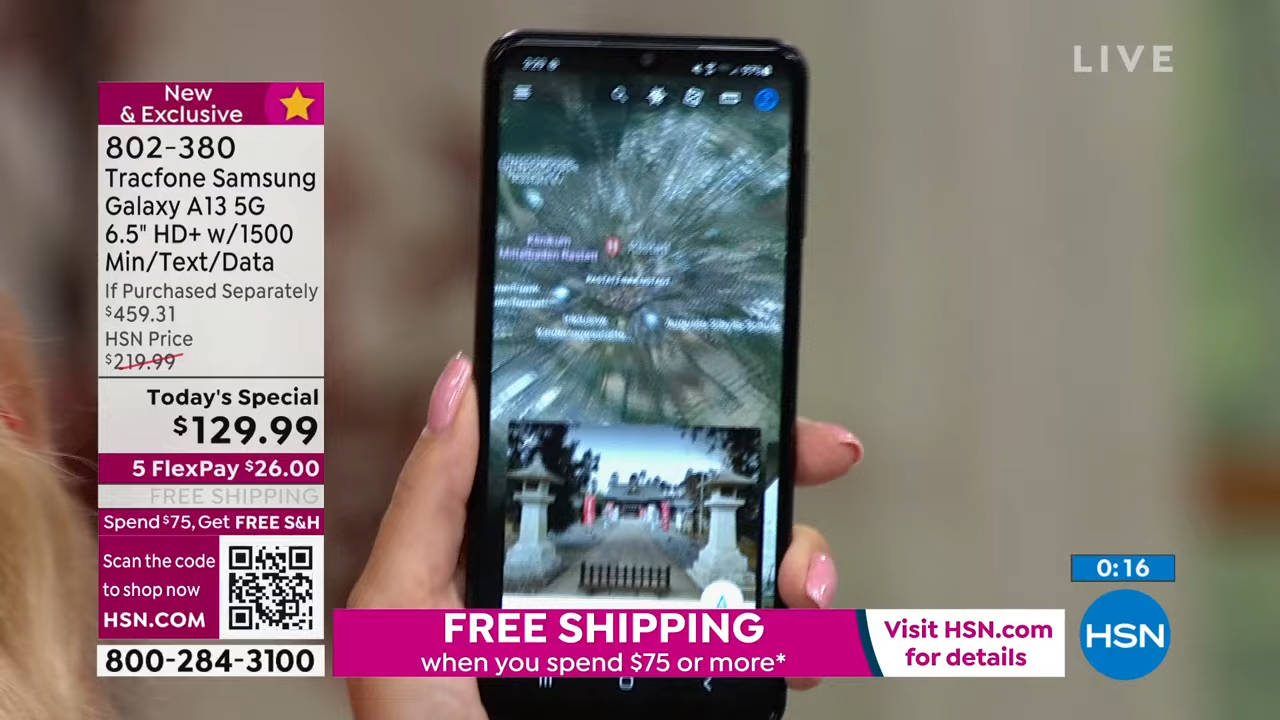 LIVE
New
& Exclusive
802-380
Tracfone Samsung
Galaxy A13 5G
6.5" HD+ w/1500
Min/Text/Data
If Purchased Separately
$459.31
HSN Price
$219.99
Today's Special
$129.99
5 FlexPay $26.00
FREE SHIPPING
Spend $75, Get FREE S&H
Scan the code
to shop now
HSN.COM
800-284-3100
FREE SHIPPING
when you spend $75 or more*
Visit HSN.com
for details
0:16
HSN